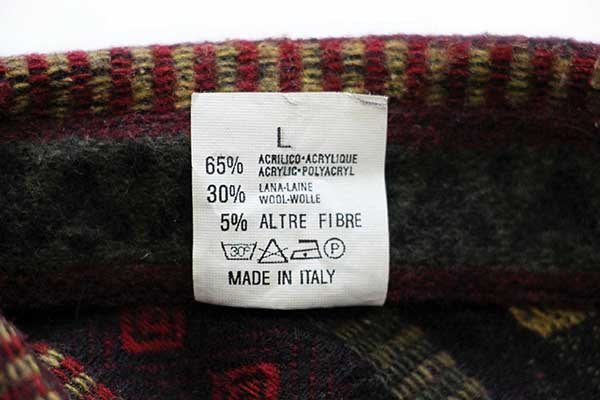 L
65% ACRILICO·ACRYLIQUE
ACRYLIC·POLYACRYL
30% LANA-LAINE
WOOL-WOLLE
5% ALTRE FIBRE
30° P
MADE IN ITALY